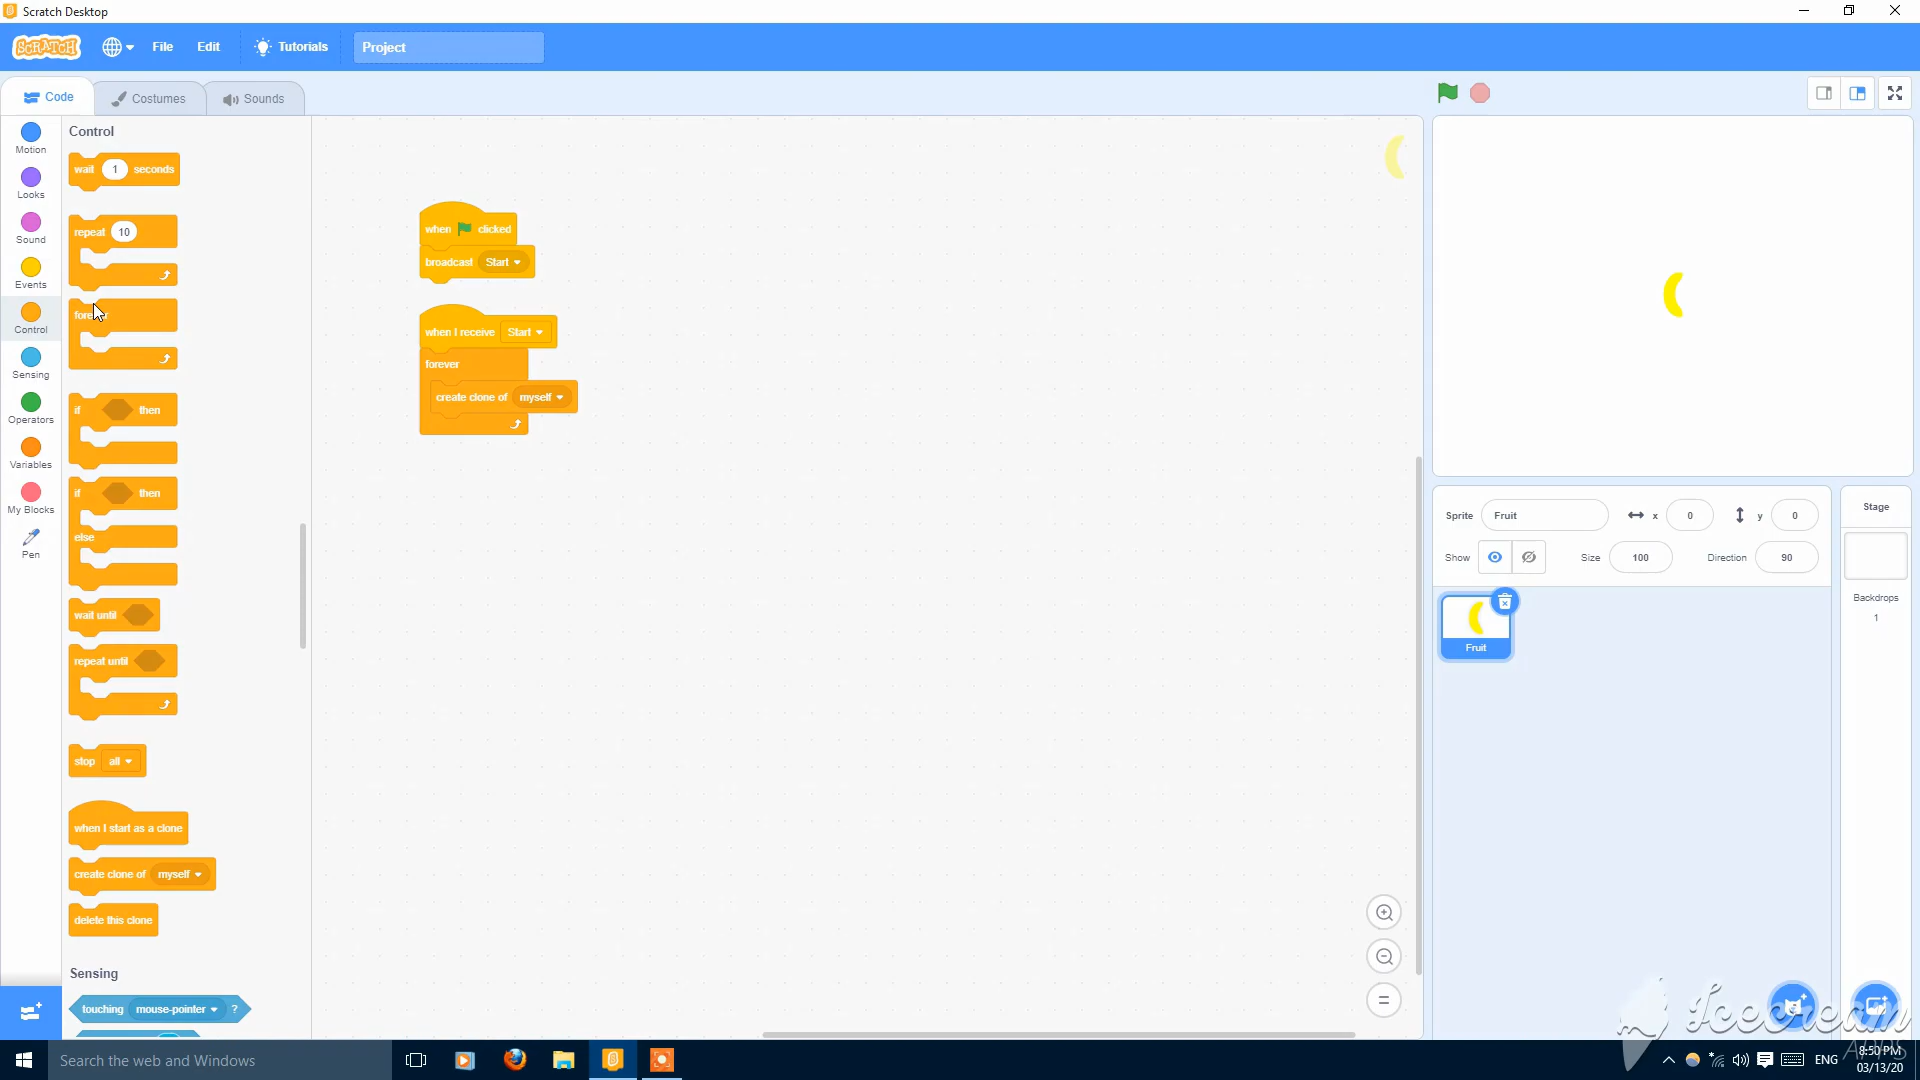 Scratch Desktop
SCRATCH File Edit Tutorials Project
Code Costumes Sounds
Motion
Looks
Sound
Events
Control
Sensing
Operators
Variables
My Blocks
Pen
Control
wait 1 seconds
repeat 10
forever
if then
if then
else
wait until
repeat until
stop all
when I start as a clone
create clone of myself
delete this clone
Sensing
touching mouse-pointer ?
when clicked
broadcast Start
when I receive Start
forever
create clone of myself
Sprite Fruit x 0 y 0
Show Size 100 Direction 90
Fruit
Stage
Backdrops
1
Icecream
APPS
Search the web and Windows
ENG
8:50 PM
03/13/20